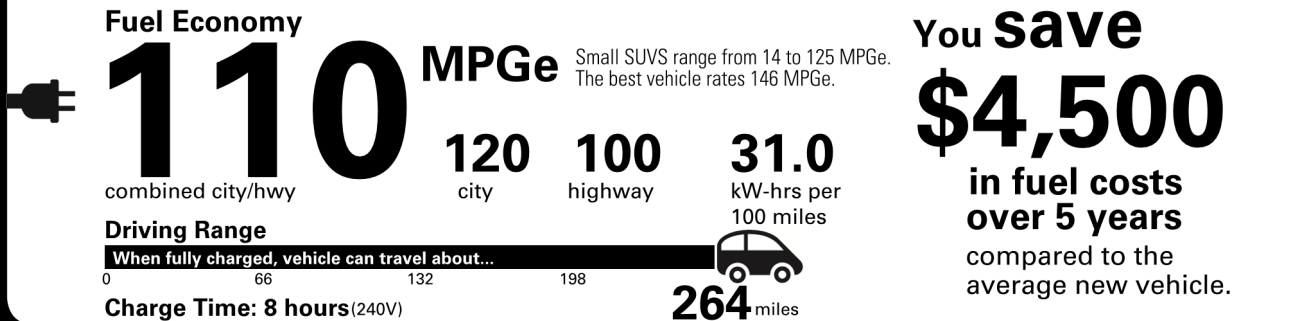 Fuel Economy
110 MPGe
Small SUVS range from 14 to 125 MPGe.
The best vehicle rates 146 MPGe.
combined city/hwy
120
city
100
highway
31.0
kW-hrs per
100 miles
Driving Range
When fully charged, vehicle can travel about...
0 66 132 198
264 miles
Charge Time: 8 hours (240V)
You save
$4,500
in fuel costs
over 5 years
compared to the
average new vehicle.